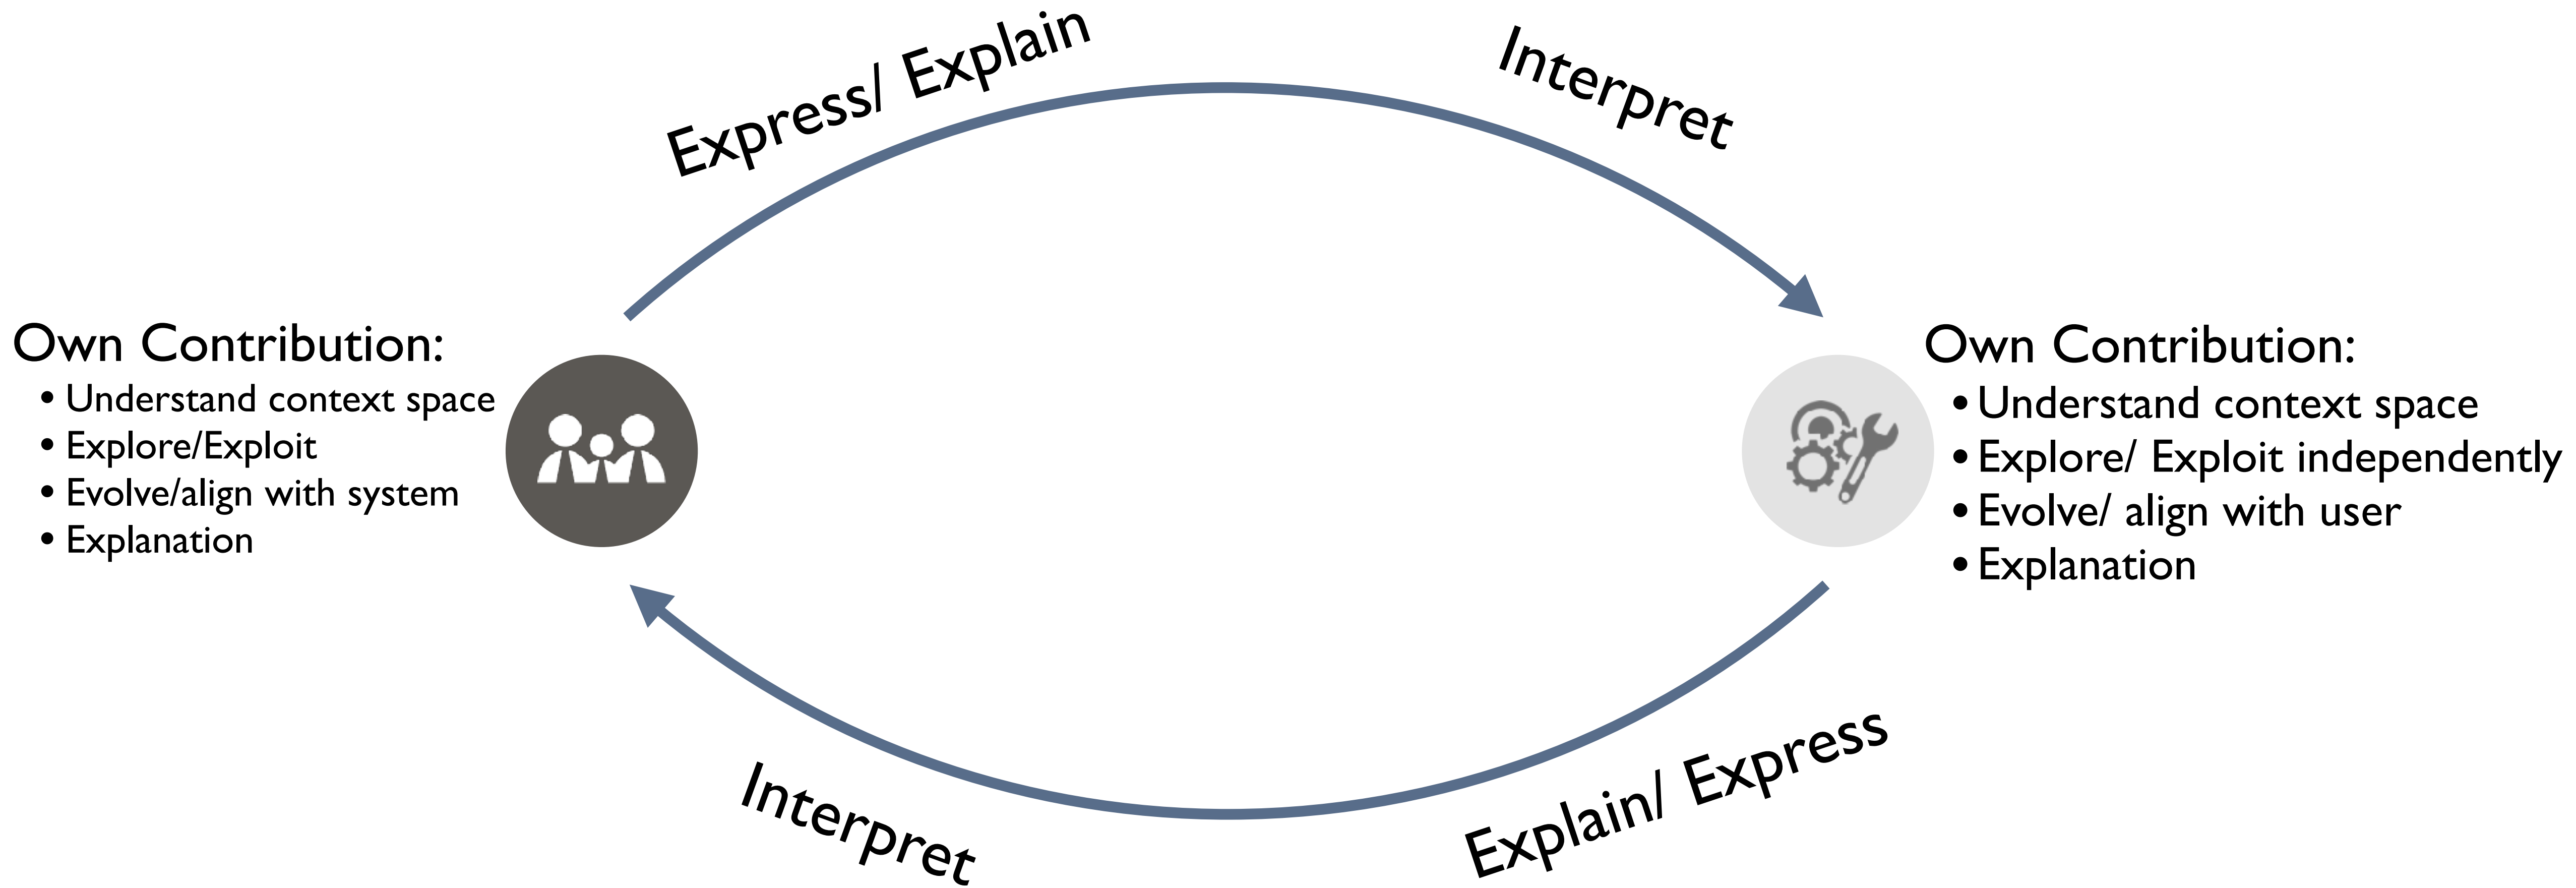 Express/ Explain
Interpret
Own Contribution:
• Understand context space
• Explore/Exploit
• Evolve/align with system
• Explanation
Own Contribution:
• Understand context space
• Explore/ Exploit independently
• Evolve/ align with user
• Explanation
Interpret
Explain/ Express